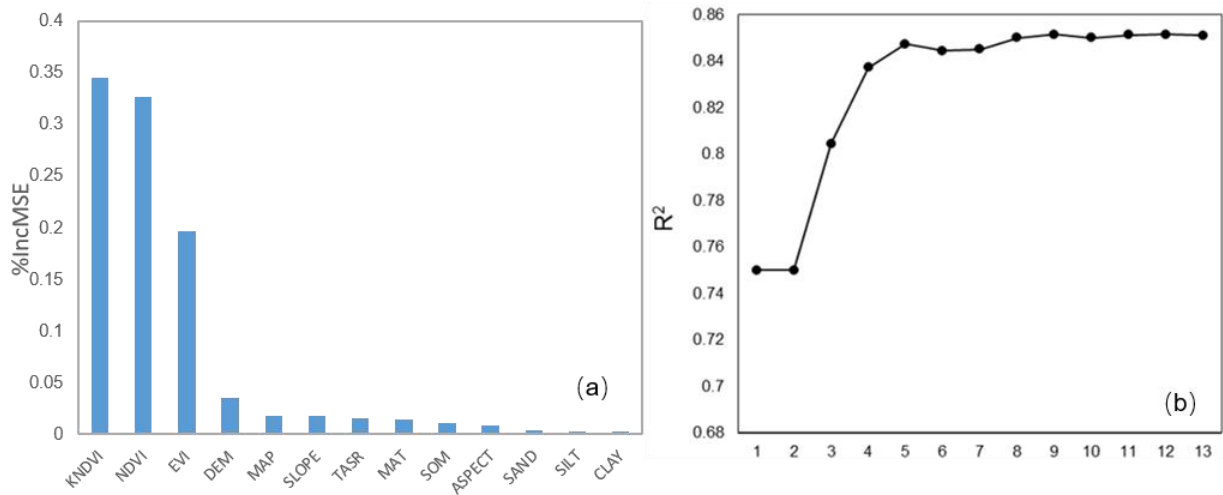 0.4
0.35
0.3
0.25
0.2
0.15
0.1
0.05
0
%IncMSE
KNDVI
NDVI
EVI
DEM
MAP
SLOPE
TASR
MAT
SOM
ASPECT
SAND
SILT
CLAY
(a)
0.86
0.84
0.82
0.8
0.78
0.76
0.74
0.72
0.7
0.68
R²
1 2 3 4 5 6 7 8 9 10 11 12 13
(b)